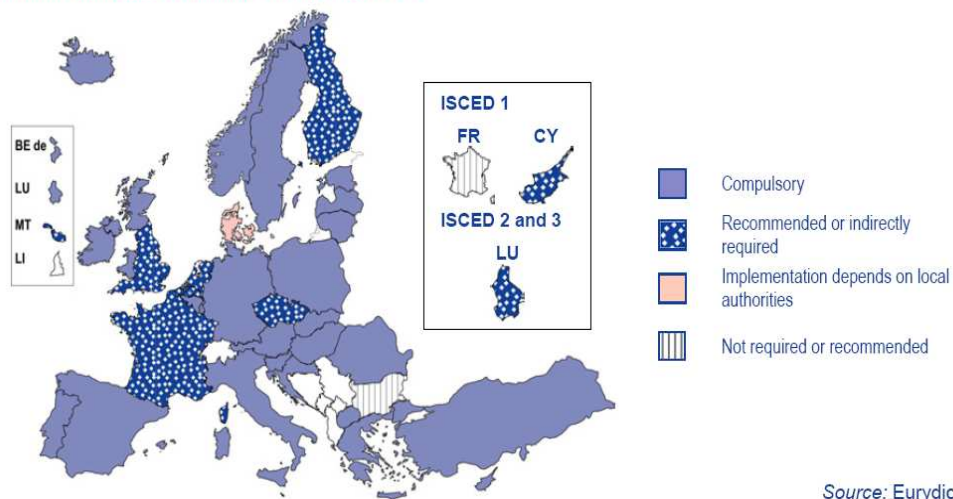 BE de
LU
MT
LI
ISCED 1
FR CY
ISCED 2 and 3
LU
Compulsory
Recommended or indirectly
required
Implementation depends on local
authorities
Not required or recommended
Source: